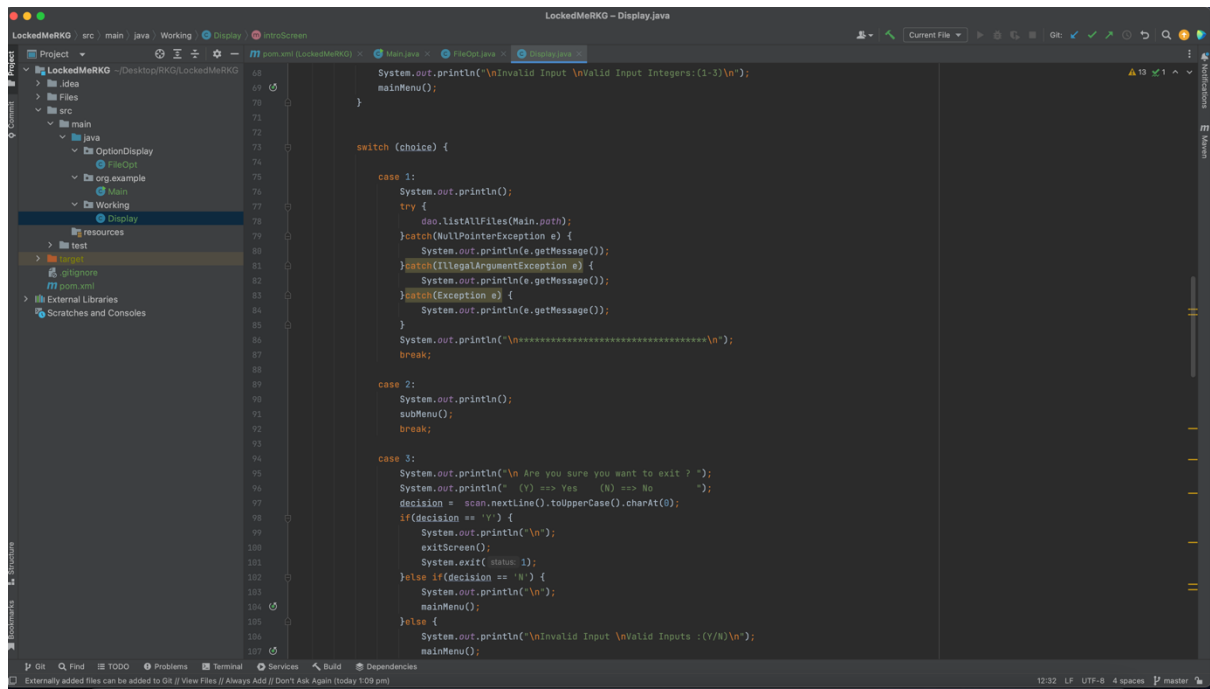 LockedMeRKG – Display.java
LockedMeRKG src main java Working Display introScreen
Current File Git:
Project
pom.xml (LockedMeRKG) Main.java FileOpt.java Display.java
LockedMeRKG ~/Desktop/RKG/LockedMeRKG
.idea
Files
src
main
java
OptionDisplay
FileOpt
org.example
Main
Working
Display
resources
test
target
.gitignore
pom.xml
External Libraries
Scratches and Consoles
68 System.out.println("\nInvalid Input \nValid Input Integers:(1-3)\n");
69 mainMenu();
70 }
71
72
73 switch (choice) {
74
75 case 1:
76 System.out.println();
77 try {
78 dao.listAllFiles(Main.path);
79 }catch(NullPointerException e) {
80 System.out.println(e.getMessage());
81 }catch(IllegalArgumentException e) {
82 System.out.println(e.getMessage());
83 }catch(Exception e) {
84 System.out.println(e.getMessage());
85 }
86 System.out.println("\n***********************************\n");
87 break;
88
89 case 2:
90 System.out.println();
91 subMenu();
92 break;
93
94 case 3:
95 System.out.println("\n Are you sure you want to exit ? ");
96 System.out.println("  (Y) ==> Yes    (N) ==> No        ");
97 decision =  scan.nextLine().toUpperCase().charAt(0);
98 if(decision == 'Y') {
99 System.out.println("\n");
100 exitScreen();
101 System.exit( status: 1);
102 }else if(decision == 'N') {
103 System.out.println("\n");
104 mainMenu();
105 }else {
106 System.out.println("\nInvalid Input \nValid Inputs :(Y/N)\n");
107 mainMenu();
13 1
Project
Commit
Structure
Bookmarks
Notifications
Maven
Git Find TODO Problems Terminal Services Build Dependencies
Externally added files can be added to Git // View Files // Always Add // Don't Ask Again (today 1:09 pm)
12:32 LF UTF-8 4 spaces master